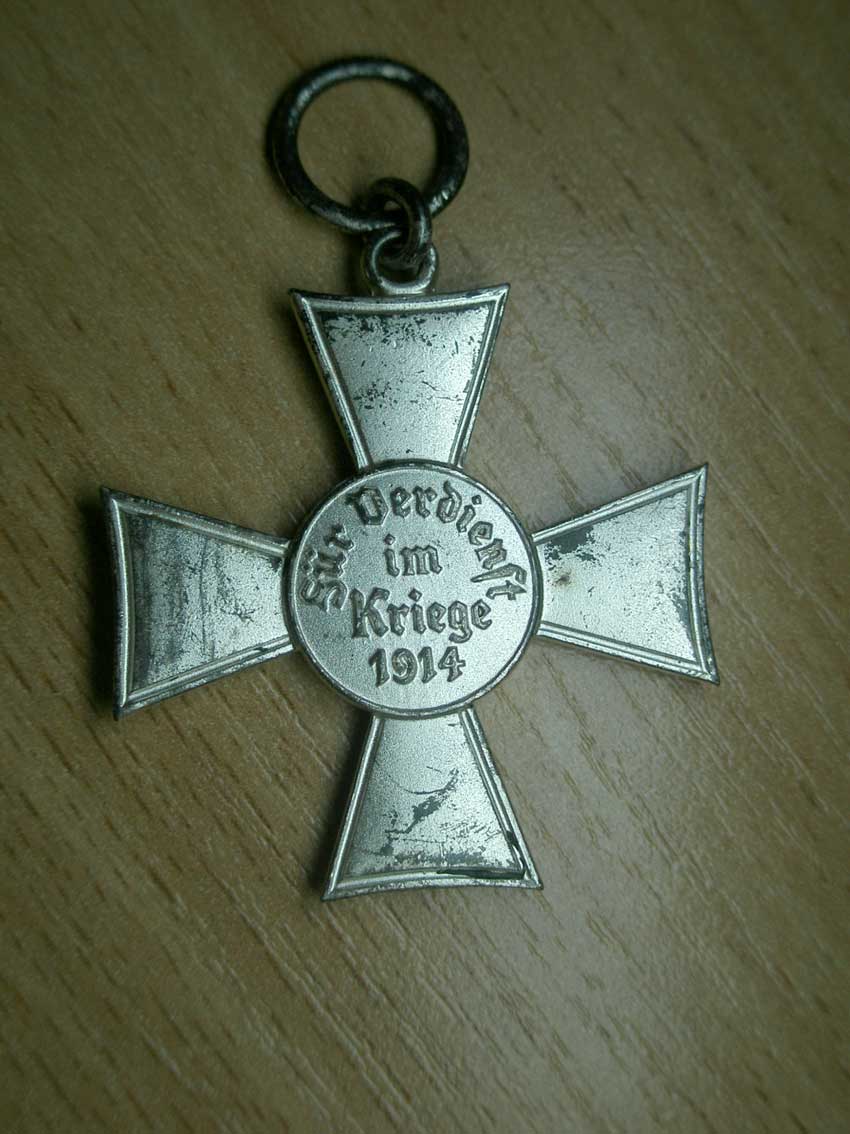 Für Verdienst
im
Kriege
1914